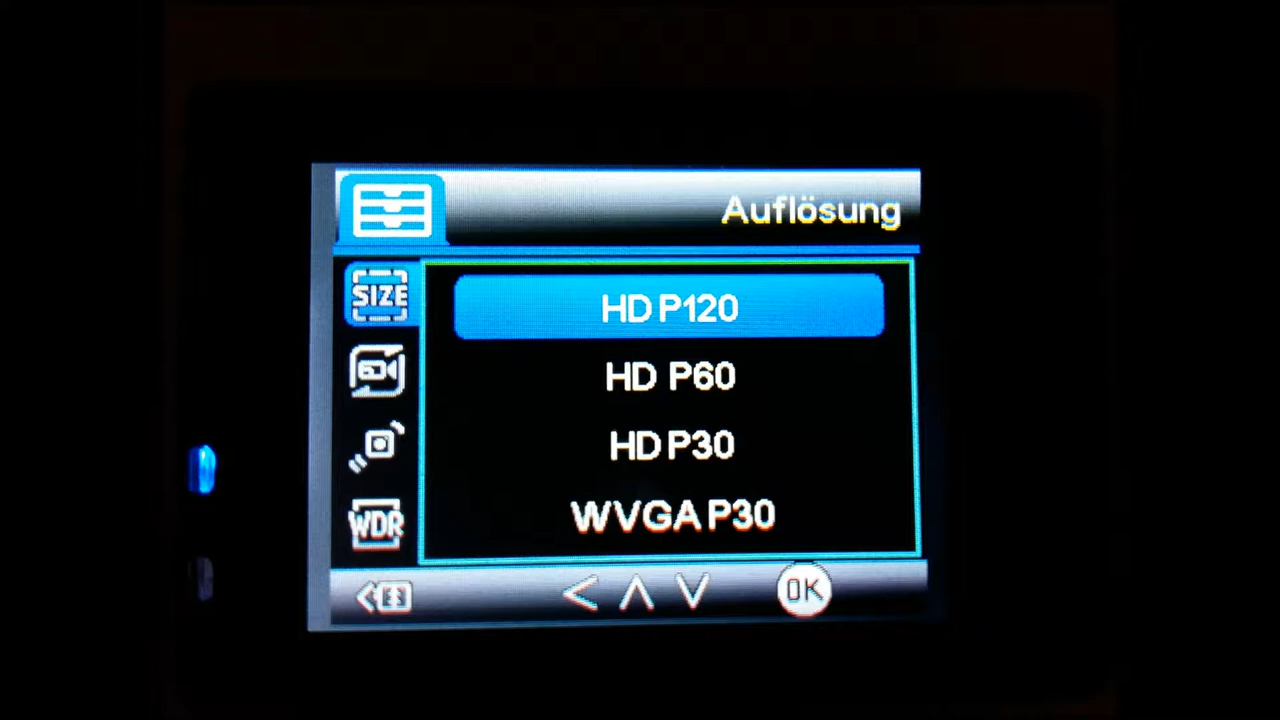 Auflösung
SIZE
HD P120
HD P60
HD P30
WDR
WVGA P30
OK